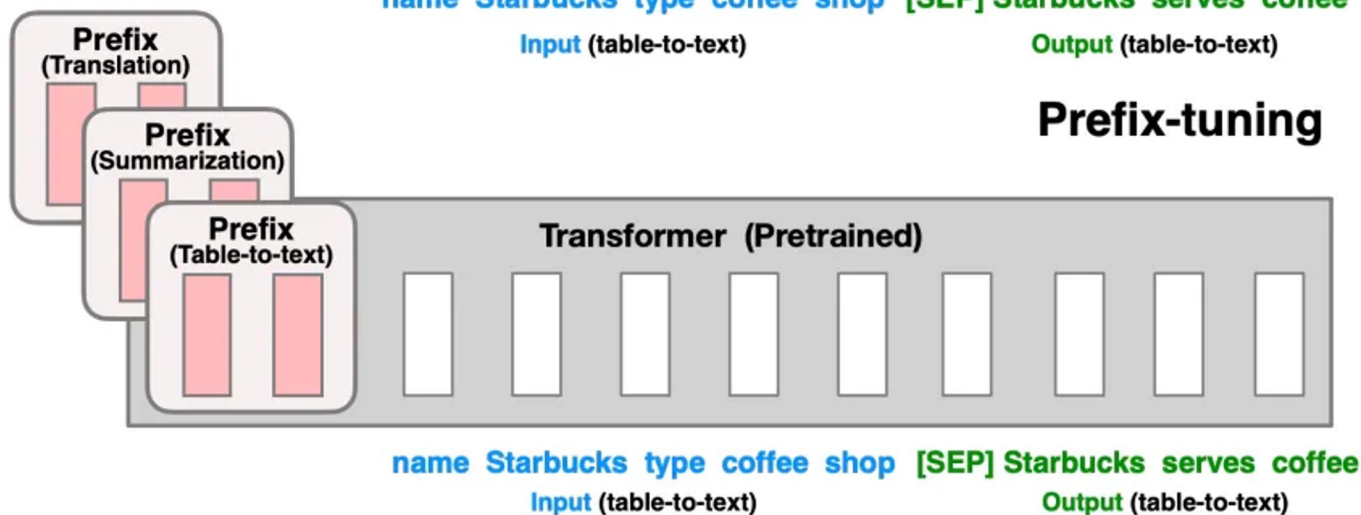 name Starbucks type coffee shop [SEP] Starbucks serves coffee
Input (table-to-text) Output (table-to-text)
Prefix
(Translation)
Prefix-tuning
Prefix
(Summarization)
Prefix
(Table-to-text)
Transformer (Pretrained)
name Starbucks type coffee shop [SEP] Starbucks serves coffee
Input (table-to-text) Output (table-to-text)